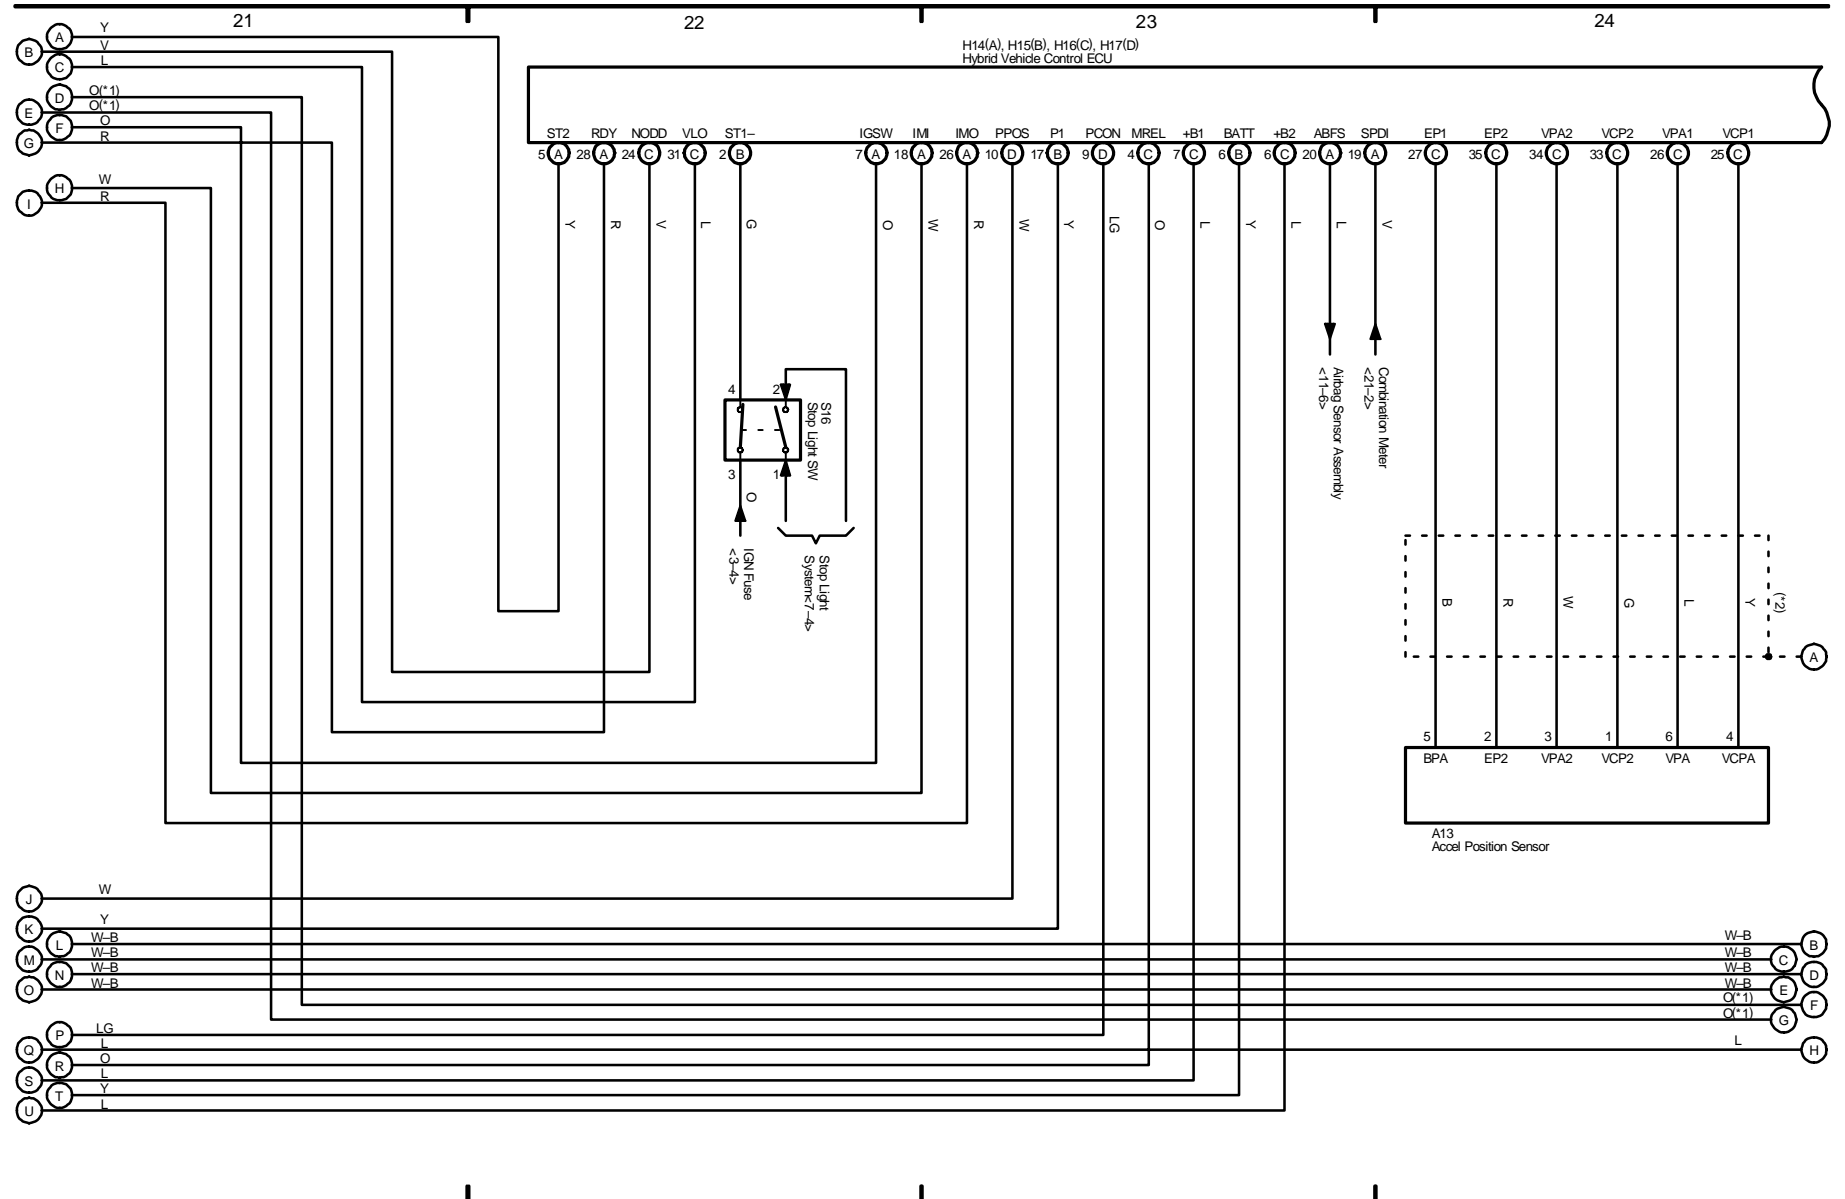 21
22
23
24
A
Y
B
V
C
L
D
O(*1)
E
O(*1)
F
O
G
R
H
W
I
R
H14(A), H15(B), H16(C), H17(D)
Hybrid Vehicle Control ECU
ST2 RDY NODD VLO ST1– IGSW IMI IMO PPOS P1 PCON MREL +B1 BATT +B2 ABFS SPDI EP1 EP2 VPA2 VCP2 VPA1 VCP1
5 A 28 A 24 C 31 C 2 B 7 A 18 A 26 A 10 D 17 B 9 D 4 C 7 C 6 B 6 C 20 A 19 A 27 C 35 C 34 C 33 C 26 C 25 C
Y R V L G O W R W Y LG O L Y L L V
4 2
3 1
S16
Stop Light SW
O
IGN Fuse
<3–4>
Stop Light
System<7–4>
Airbag Sensor Assembly
<11–6>
Combination Meter
<21–2>
B R W G L Y
(*2)
A
5 2 3 1 6 4
BPA EP2 VPA2 VCP2 VPA VCPA
A13
Accel Position Sensor
J W
K Y
L W–B W–B B
M W–B W–B C
N W–B W–B D
O W–B W–B E
O(*1) F
O(*1) G
P LG
Q L L H
R O
S L
T Y
U L